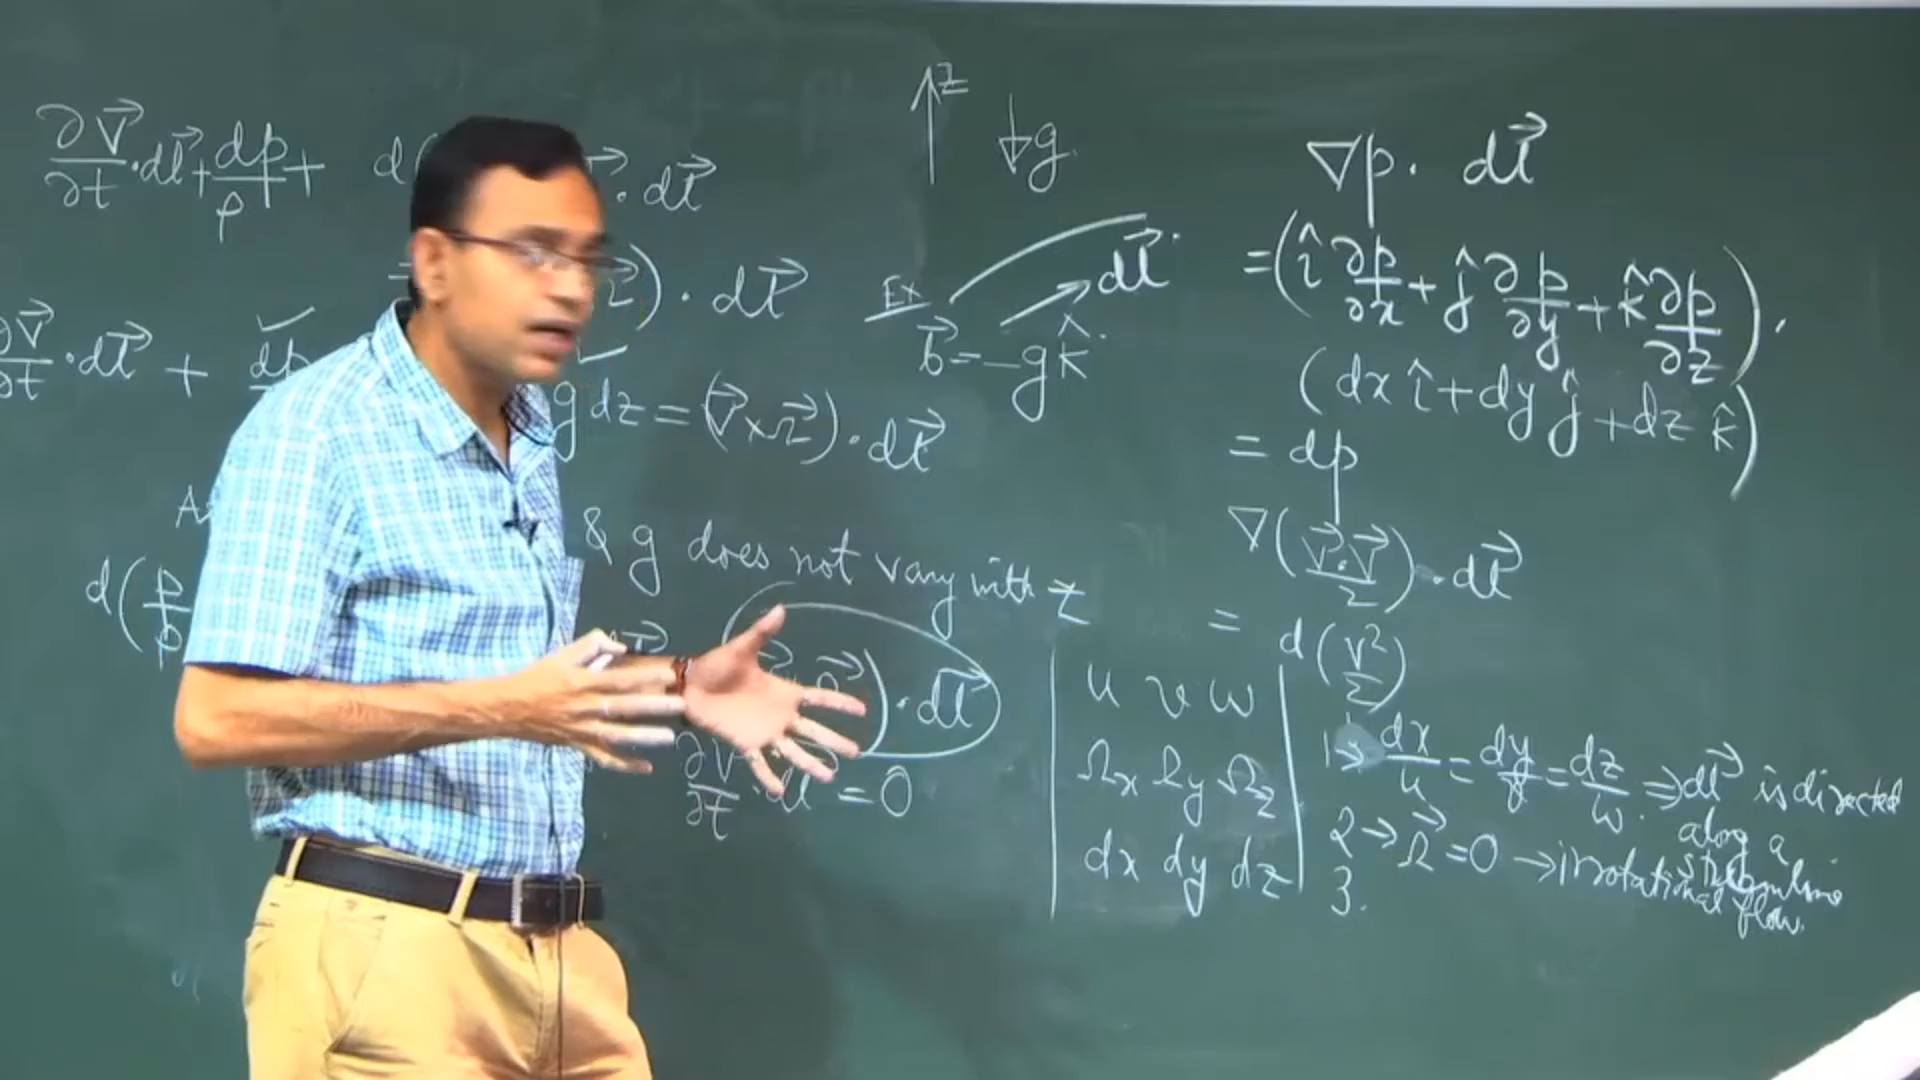 ∂V⃗/∂t · dl⃗ + dp/ρ + d( · dl⃗
= ) · dl⃗
∂V⃗/∂t · dl⃗ + dp g dz = (V⃗ × Ω⃗) · dl⃗
& g does not vary with z
d(p/ρ
) · dl⃗
∂V/∂t · dl = 0
↑z ↓g
Ex dl⃗
b⃗ = -g k̂
∇p · dl⃗
= (î ∂p/∂x + ĵ ∂p/∂y + k̂ ∂p/∂z) ·
(dx î + dy ĵ + dz k̂)
= dp
∇(V⃗·V⃗/2) · dl⃗
= d(V²/2)
| u v w |
| Ωx Ωy Ωz |
| dx dy dz |
1→ dx/u = dy/v = dz/w ⇒ dl⃗ is directed
along a
streamline
2→ Ω⃗ = 0 → irrotational flow.
3.